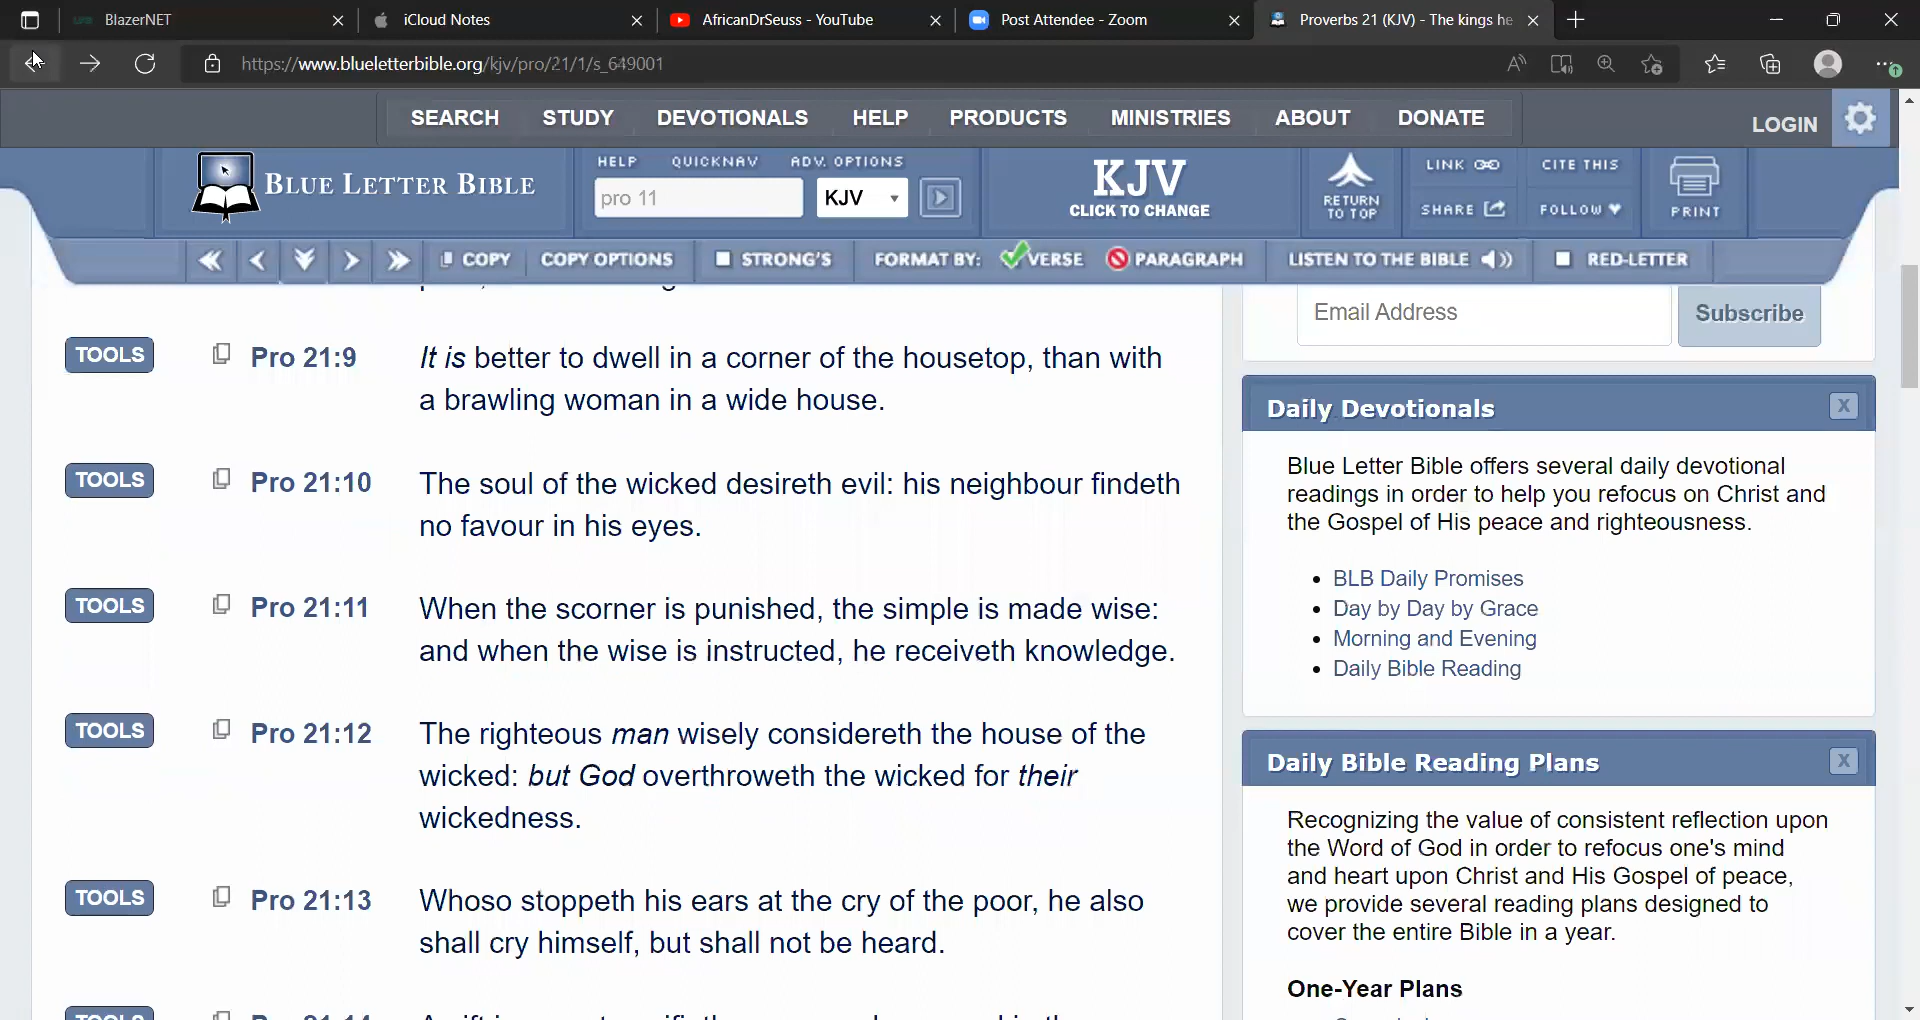 BlazerNET
iCloud Notes
AfricanDrSeuss - YouTube
Post Attendee - Zoom
Proverbs 21 (KJV) - The kings he
https://www.blueletterbible.org/kjv/pro/21/1/s_649001
SEARCH STUDY DEVOTIONALS HELP PRODUCTS MINISTRIES ABOUT DONATE
LOGIN
BLUE LETTER BIBLE
HELP QUICKNAV ADV. OPTIONS
pro 11
KJV
KJV
CLICK TO CHANGE
RETURN
TO TOP
LINK
CITE THIS
SHARE
FOLLOW
PRINT
COPY COPY OPTIONS STRONG'S FORMAT BY: VERSE PARAGRAPH LISTEN TO THE BIBLE RED-LETTER
TOOLS Pro 21:9 It is better to dwell in a corner of the housetop, than with
a brawling woman in a wide house.
TOOLS Pro 21:10 The soul of the wicked desireth evil: his neighbour findeth
no favour in his eyes.
TOOLS Pro 21:11 When the scorner is punished, the simple is made wise:
and when the wise is instructed, he receiveth knowledge.
TOOLS Pro 21:12 The righteous man wisely considereth the house of the
wicked: but God overthroweth the wicked for their
wickedness.
TOOLS Pro 21:13 Whoso stoppeth his ears at the cry of the poor, he also
shall cry himself, but shall not be heard.
Email Address
Subscribe
Daily Devotionals
X
Blue Letter Bible offers several daily devotional
readings in order to help you refocus on Christ and
the Gospel of His peace and righteousness.
BLB Daily Promises
Day by Day by Grace
Morning and Evening
Daily Bible Reading
Daily Bible Reading Plans
X
Recognizing the value of consistent reflection upon
the Word of God in order to refocus one's mind
and heart upon Christ and His Gospel of peace,
we provide several reading plans designed to
cover the entire Bible in a year.
One-Year Plans